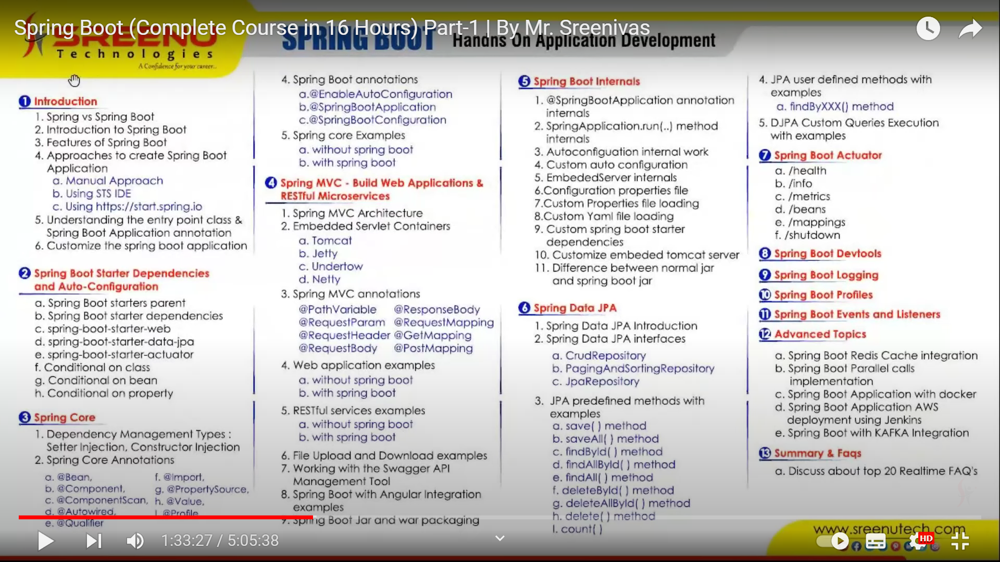 Spring Boot (Complete Course in 16 Hours) Part-1 | By Mr. Sreenivas
SREENU
Technologies
A Confidence for your career...
SPRING BOOT Handns On Application Development
1 Introduction
1. Spring vs Spring Boot
2. Introduction to Spring Boot
3. Features of Spring Boot
4. Approaches to create Spring Boot
Application
a. Manual Approach
b. Using STS IDE
c. Using https://start.spring.io
5. Understanding the entry point class &
Spring Boot Application annotation
6. Customize the spring boot application
2 Spring Boot Starter Dependencies
and Auto-Configuration
a. Spring Boot starters parent
b. Spring Boot starter dependencies
c. spring-boot-starter-web
d. spring-boot-starter-data-jpa
e. spring-boot-starter-actuator
f. Conditional on class
g. Conditional on bean
h. Conditional on property
3 Spring Core
1. Dependency Management Types :
Setter Injection, Constructor Injection
2. Spring Core Annotations
a. @Bean,
b. @Component,
c. @ComponentScan,
d. @Autowired,
e. @Qualifier
f. @Import,
g. @PropertySource,
h. @Value,
I. @Profile
4. Spring Boot annotations
a.@EnableAutoConfiguration
b.@SpringBootApplication
c.@SpringBootConfiguration
5. Spring core Examples
a. without spring boot
b. with spring boot
4 Spring MVC - Build Web Applications &
RESTful Microservices
1. Spring MVC Architecture
2. Embedded Servlet Containers
a. Tomcat
b. Jetty
c. Undertow
d. Netty
3. Spring MVC annotations
@PathVariable @ResponseBody
@RequestParam @RequestMapping
@RequestHeader @GetMapping
@RequestBody @PostMapping
4. Web application examples
a. without spring boot
b. with spring boot
5. RESTful services examples
a. without spring boot
b. with spring boot
6. File Upload and Download examples
7. Working with the Swagger API
Management Tool
8. Spring Boot with Angular Integration
examples
9. Spring Boot Jar and war packaging
5 Spring Boot Internals
1. @SpringBootApplication annotation
internals
2. SpringApplication.run(..) method
internals
3. Autoconfiguation internal work
4. Custom auto configuration
5. EmbededServer internals
6.Configuration properties file
7.Custom Properties file loading
8.Custom Yaml file loading
9. Custom spring boot starter
dependencies
10. Customize embeded tomcat server
11. Difference between normal jar
and spring boot jar
6 Spring Data JPA
1. Spring Data JPA Introduction
2. Spring Data JPA interfaces
a. CrudRepository
b. PagingAndSortingRepository
c. JpaRepository
3. JPA predefined methods with
examples
a. save( ) method
b. saveAll( ) method
c. findById( ) method
d. findAllById( ) method
e. findAll( ) method
f. deleteById( ) method
g. deleteAllById( ) method
h. delete( ) method
I. count( )
4. JPA user defined methods with
examples
a. findByXXX() method
5. DJPA Custom Queries Execution
with examples
7 Spring Boot Actuator
a. /health
b. /info
c. /metrics
d. /beans
e. /mappings
f. /shutdown
8 Spring Boot Devtools
9 Spring Boot Logging
10 Spring Boot Profiles
11 Spring Boot Events and Listeners
12 Advanced Topics
a. Spring Boot Redis Cache integration
b. Spring Boot Parallel calls
implementation
c. Spring Boot Application with docker
d. Spring Boot Application AWS
deployment using Jenkins
e. Spring Boot with KAFKA Integration
13 Summary & Faqs
a. Discuss about top 20 Realtime FAQ's
www.sreenutech.com
1:33:27 / 5:05:38
HD